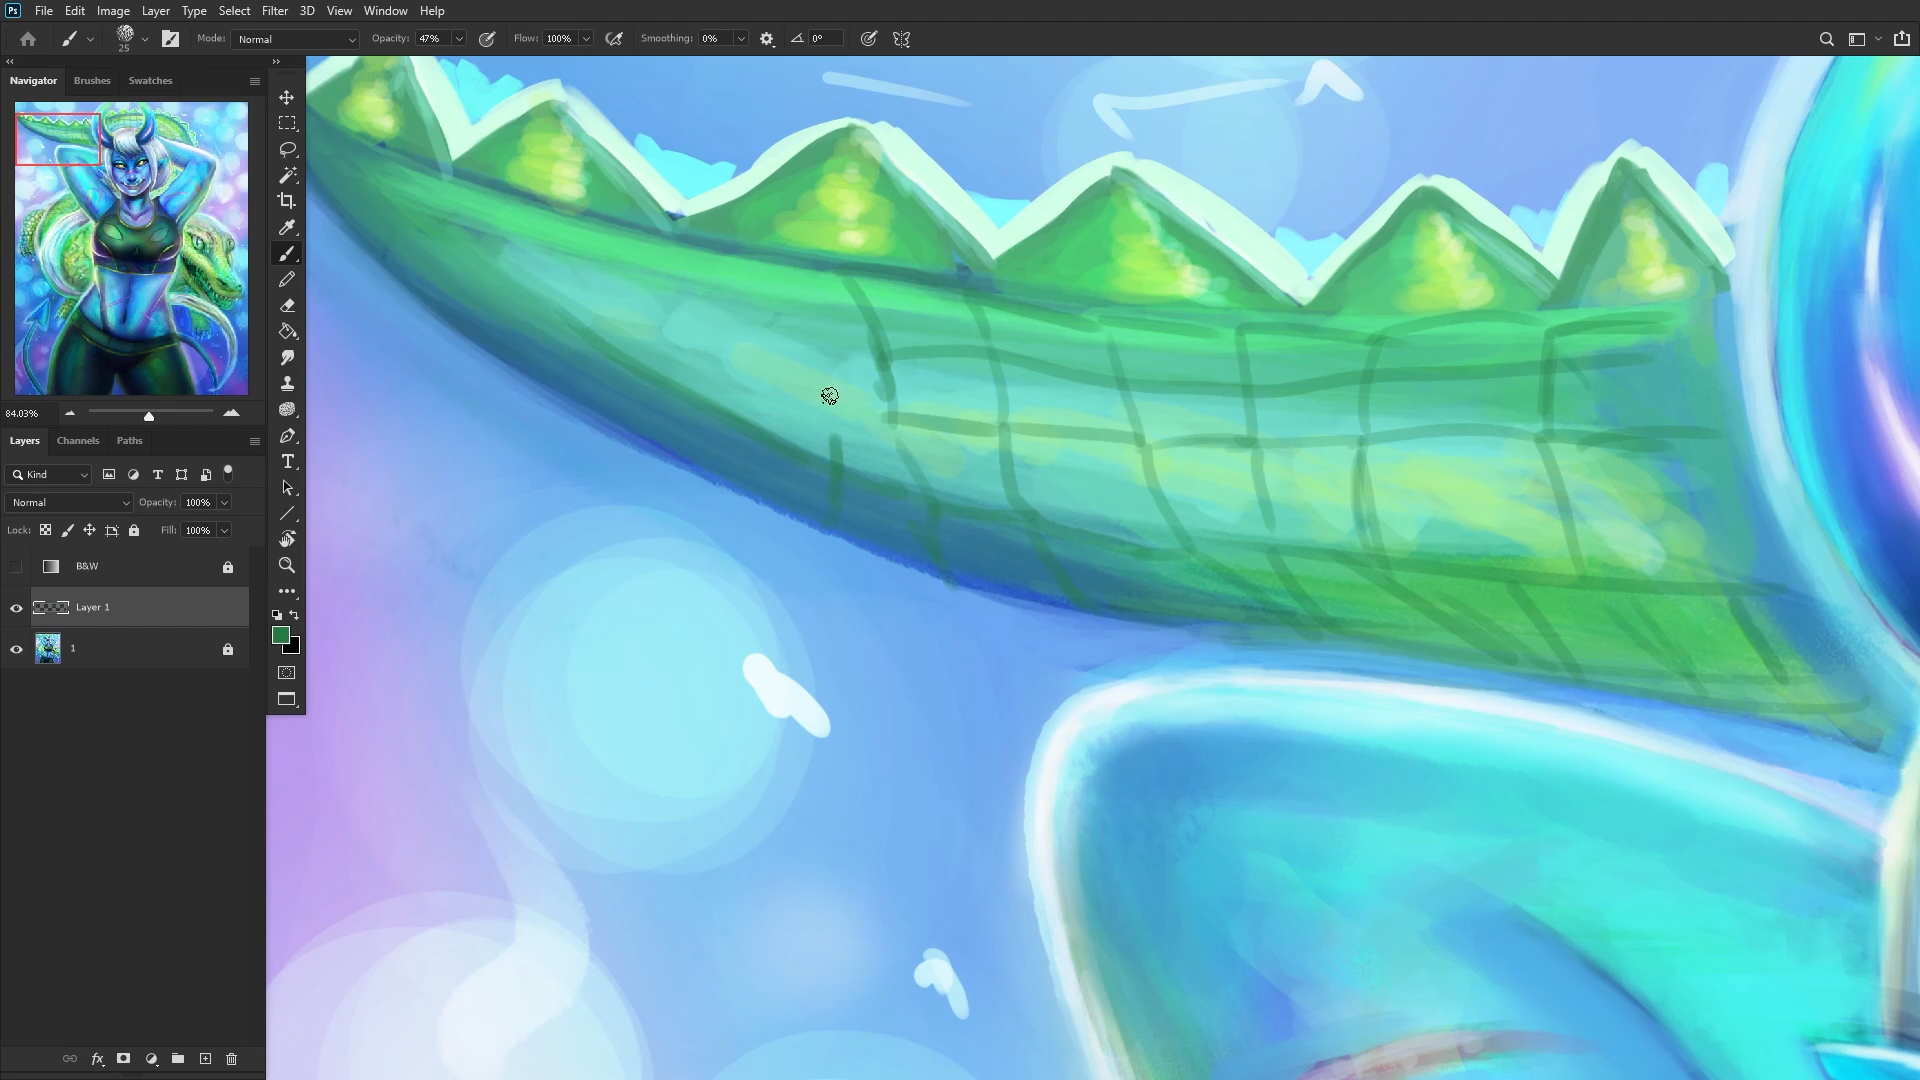 Ps File Edit Image Layer Type Select Filter 3D View Window Help
25 Mode: Normal Opacity: 47% Flow: 100% Smoothing: 0% 0°
Navigator Brushes Swatches
84.03%
Layers Channels Paths
Kind
Normal Opacity: 100%
Lock: Fill: 100%
B&W
Layer 1
1